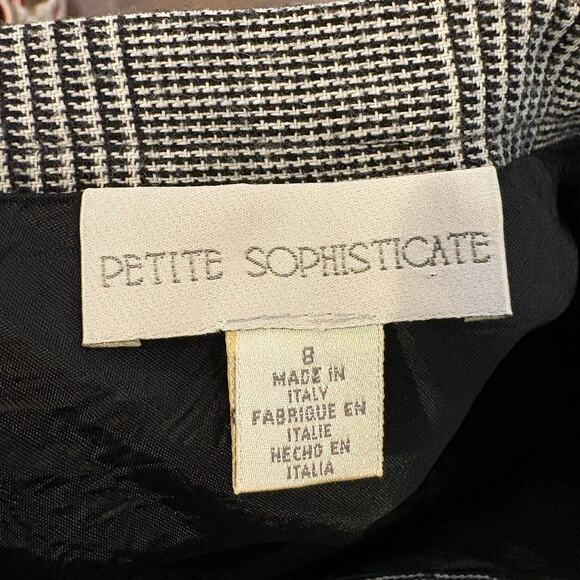 PETITE SOPHISTICATE
8
MADE IN
ITALY
FABRIQUE EN
ITALIE
HECHO EN
ITALIA